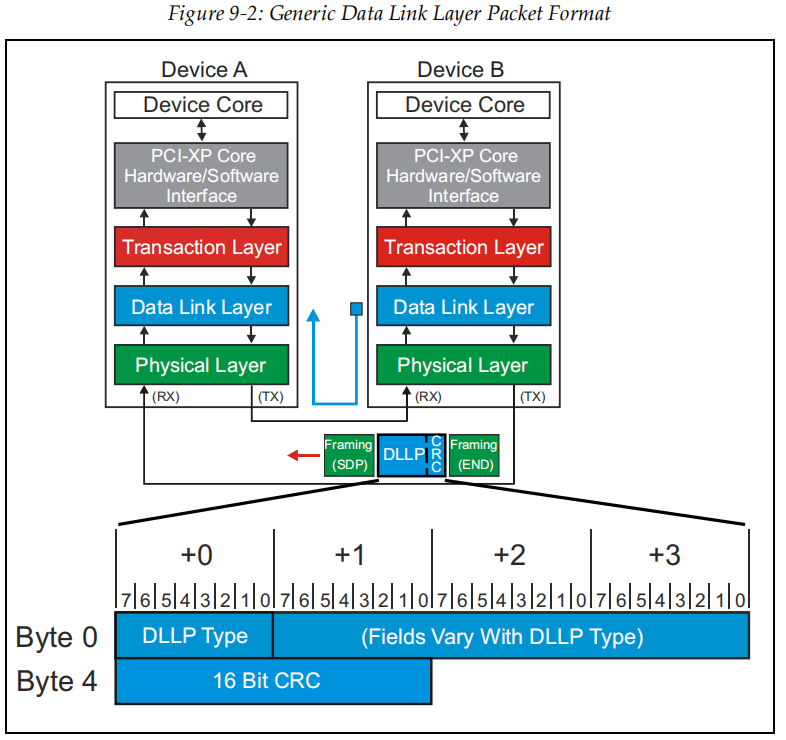 Figure 9-2: Generic Data Link Layer Packet Format
Device A
Device B
Device Core
Device Core
PCI-XP Core
Hardware/Software
Interface
PCI-XP Core
Hardware/Software
Interface
Transaction Layer
Transaction Layer
Data Link Layer
Data Link Layer
Physical Layer
Physical Layer
(RX)
(TX)
(RX)
(TX)
Framing
(SDP)
DLLP
CRC
Framing
(END)
+0
+1
+2
+3
7 6 5 4 3 2 1 0 7 6 5 4 3 2 1 0 7 6 5 4 3 2 1 0 7 6 5 4 3 2 1 0
Byte 0
DLLP Type
(Fields Vary With DLLP Type)
Byte 4
16 Bit CRC